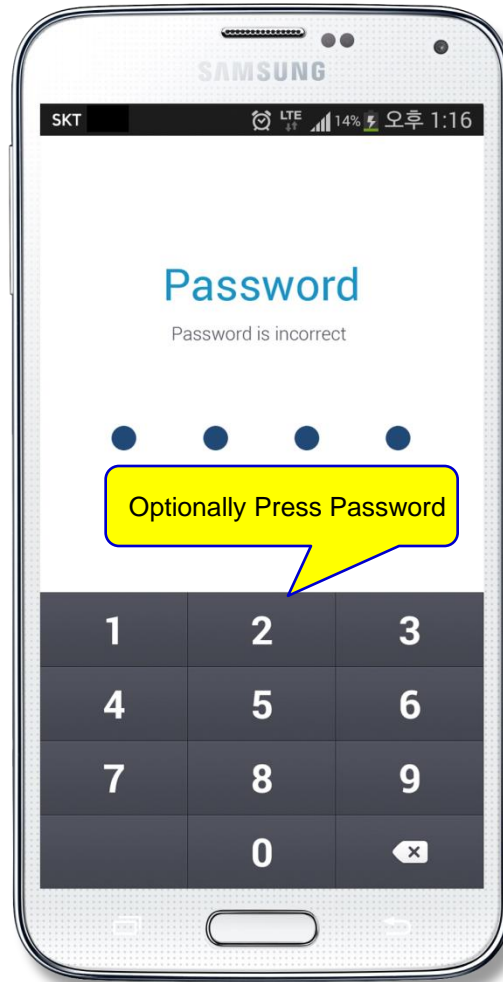 SAMSUNG
SKT LTE 14% 오후 1:16
Password
Password is incorrect
Optionally Press Password
1 2 3
4 5 6
7 8 9
0